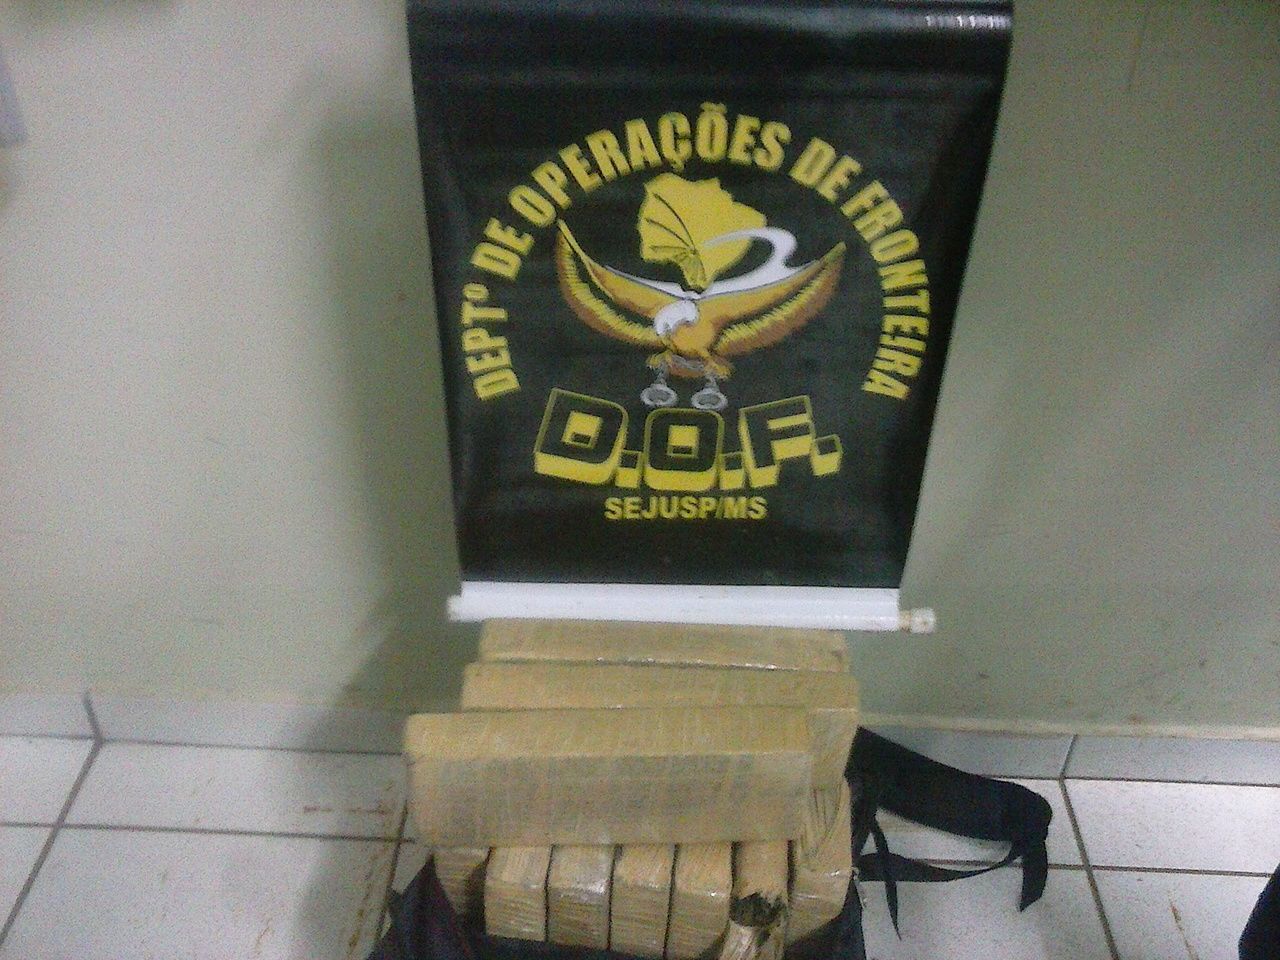 DEPTº DE OPERAÇÕES DE FRONTEIRA
D.O.F.
SEJUSP/MS